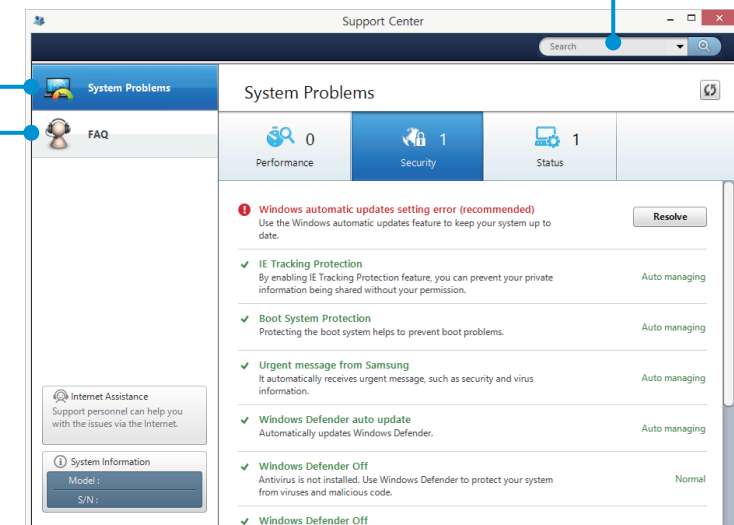 Support Center
Search
System Problems
FAQ
System Problems
0
Performance
1
Security
1
Status
Windows automatic updates setting error (recommended)
Use the Windows automatic updates feature to keep your system up to
date.
Resolve
IE Tracking Protection
By enabling IE Tracking Protection feature, you can prevent your private
information being shared without your permission.
Auto managing
Boot System Protection
Protecting the boot system helps to prevent boot problems.
Auto managing
Urgent message from Samsung
It automatically receives urgent message, such as security and virus
information.
Auto managing
Windows Defender auto update
Automatically updates Windows Defender.
Auto managing
Windows Defender Off
Antivirus is not installed. Use Windows Defender to protect your system
from viruses and malicious code.
Normal
Windows Defender Off
Internet Assistance
Support personnel can help you
with the issues via the Internet.
System Information
Model :
S/N :